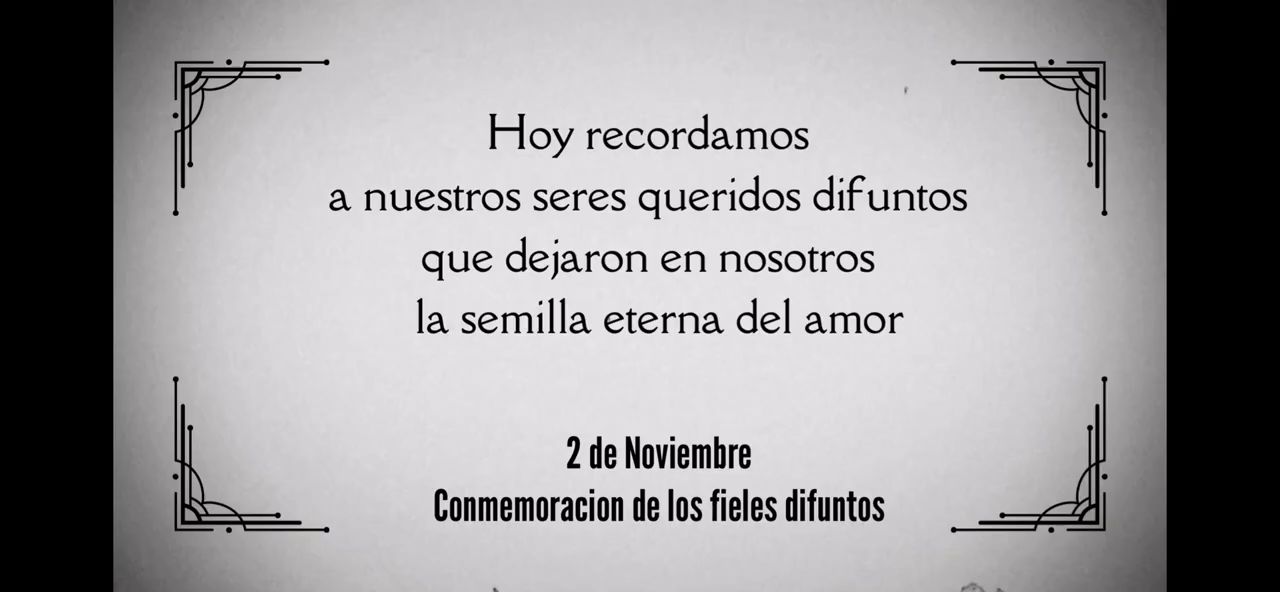 Hoy recordamos
a nuestros seres queridos difuntos
que dejaron en nosotros
la semilla eterna del amor
2 de Noviembre
Conmemoracion de los fieles difuntos